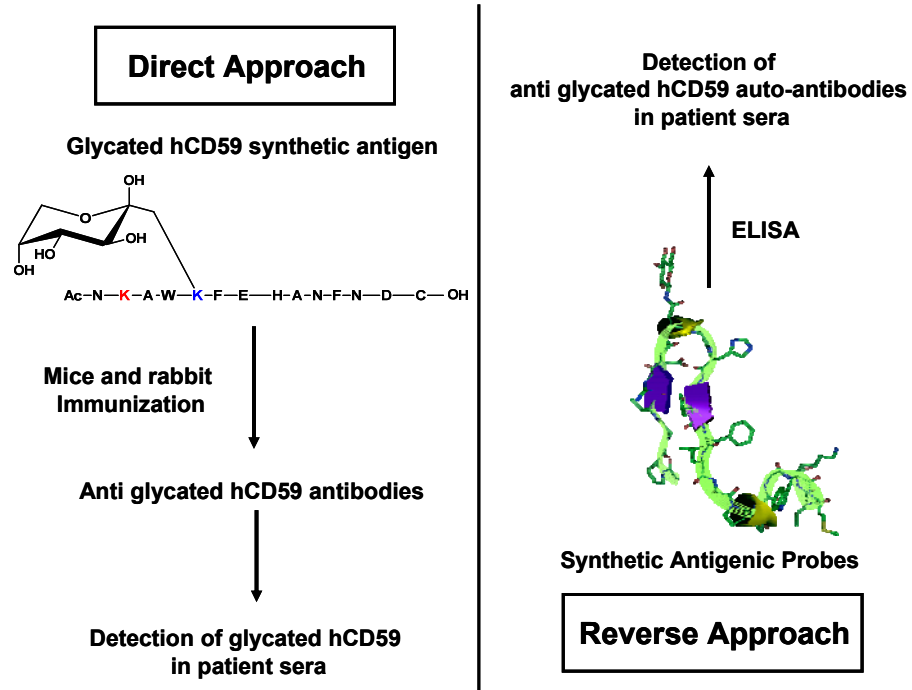 Direct Approach
Glycated hCD59 synthetic antigen
OH
O
OH
HO
OH
Ac–N–K–A–W–K–F–E–H–A–N–F–N–D–C–OH
Mice and rabbit
Immunization
Anti glycated hCD59 antibodies
Detection of glycated hCD59
in patient sera
Detection of
anti glycated hCD59 auto-antibodies
in patient sera
ELISA
Synthetic Antigenic Probes
Reverse Approach